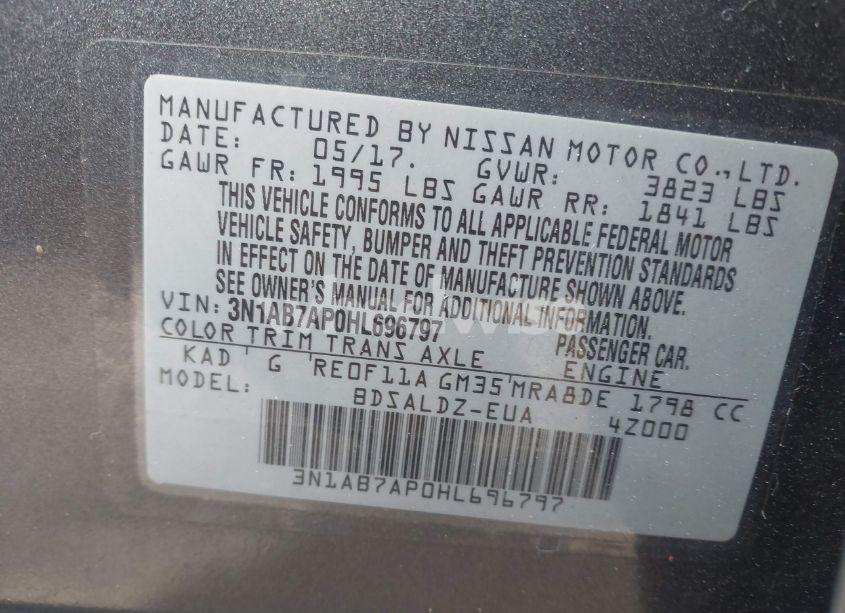 MANUFACTURED BY NISSAN MOTOR CO.,LTD.
DATE: 05/17. GVWR: 3823 LBS
GAWR FR: 1995 LBS GAWR RR: 1841 LBS
THIS VEHICLE CONFORMS TO ALL APPLICABLE FEDERAL MOTOR
VEHICLE SAFETY, BUMPER AND THEFT PREVENTION STANDARDS
IN EFFECT ON THE DATE OF MANUFACTURE SHOWN ABOVE.
SEE OWNER'S MANUAL FOR ADDITIONAL INFORMATION.
VIN: 3N1AB7AP0HL696797 PASSENGER CAR.
COLOR TRIM TRANS AXLE ENGINE
KAD G RE0F11A GM35 MRA8DE 1798 CC
MODEL: BDSALDZ-EUA 4Z000
3N1AB7AP0HL696797